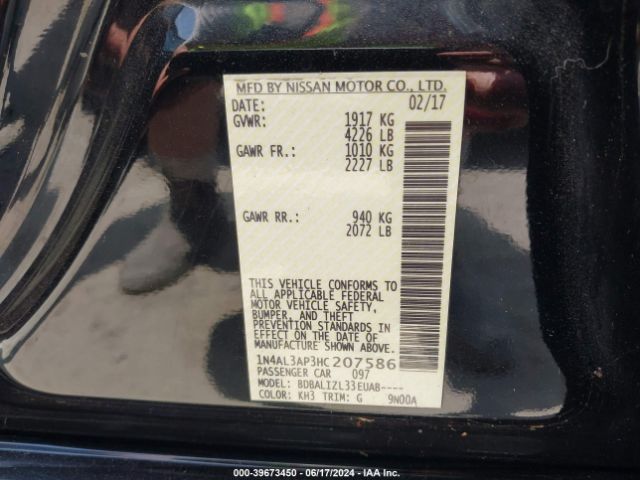 MFD BY NISSAN MOTOR CO., LTD.
DATE: 02/17
GVWR: 1917 KG
4226 LB
GAWR FR.: 1010 KG
2227 LB
GAWR RR.: 940 KG
2072 LB
THIS VEHICLE CONFORMS TO
ALL APPLICABLE FEDERAL
MOTOR VEHICLE SAFETY,
BUMPER, AND THEFT
PREVENTION STANDARDS IN
EFFECT ON THE DATE OF
MANUFACTURE SHOWN ABOVE.
1N4AL3AP3HC207586
PASSENGER CAR 097
MODEL: BDBALIZL33EUAB----
COLOR: KH3 TRIM: G 9N00A
000-39673450 - 06/17/2024 - IAA Inc.